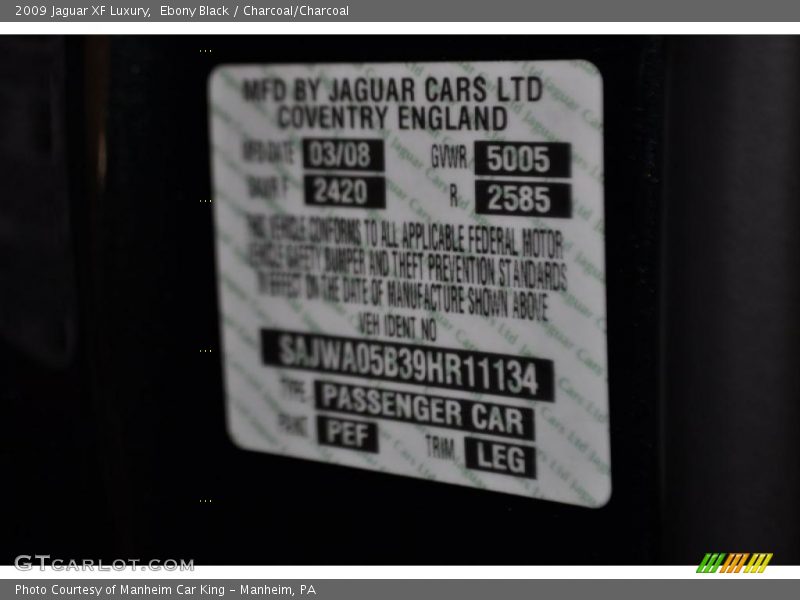 2009 Jaguar XF Luxury,  Ebony Black / Charcoal/Charcoal
MFD BY JAGUAR CARS LTD
COVENTRY ENGLAND
MFD DATE 03/08 GVWR 5005
GAWR F 2420 R 2585
THIS VEHICLE CONFORMS TO ALL APPLICABLE FEDERAL MOTOR
VEHICLE SAFETY BUMPER AND THEFT PREVENTION STANDARDS
IN EFFECT ON THE DATE OF MANUFACTURE SHOWN ABOVE
VEH IDENT NO
SAJWA05B39HR11134
TYPE PASSENGER CAR
PAINT PEF TRIM LEG
GTCARLOT.COM
Photo Courtesy of Manheim Car King - Manheim, PA